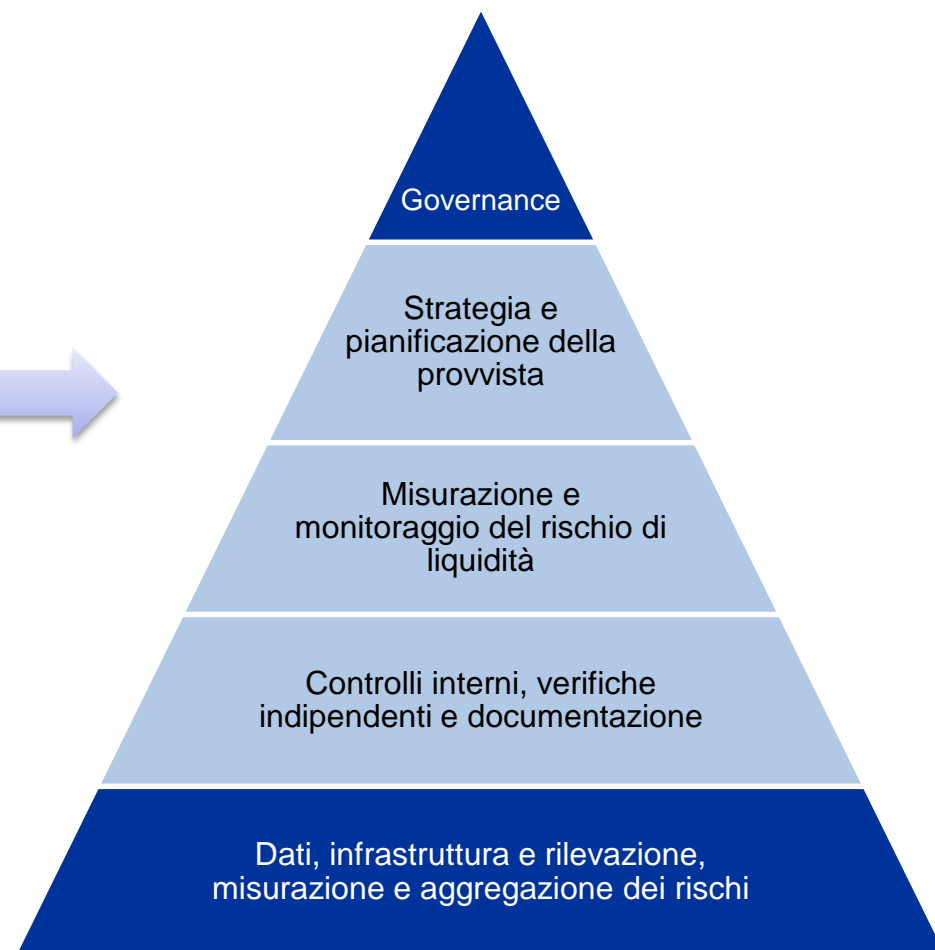 Governance
Strategia e
pianificazione della
provvista
Misurazione e
monitoraggio del rischio di
liquidità
Controlli interni, verifiche
indipendenti e documentazione
Dati, infrastruttura e rilevazione,
misurazione e aggregazione dei rischi